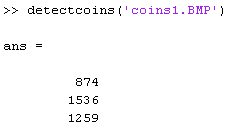 >> detectcoins('coins1.BMP')
ans =
874
1536
1259